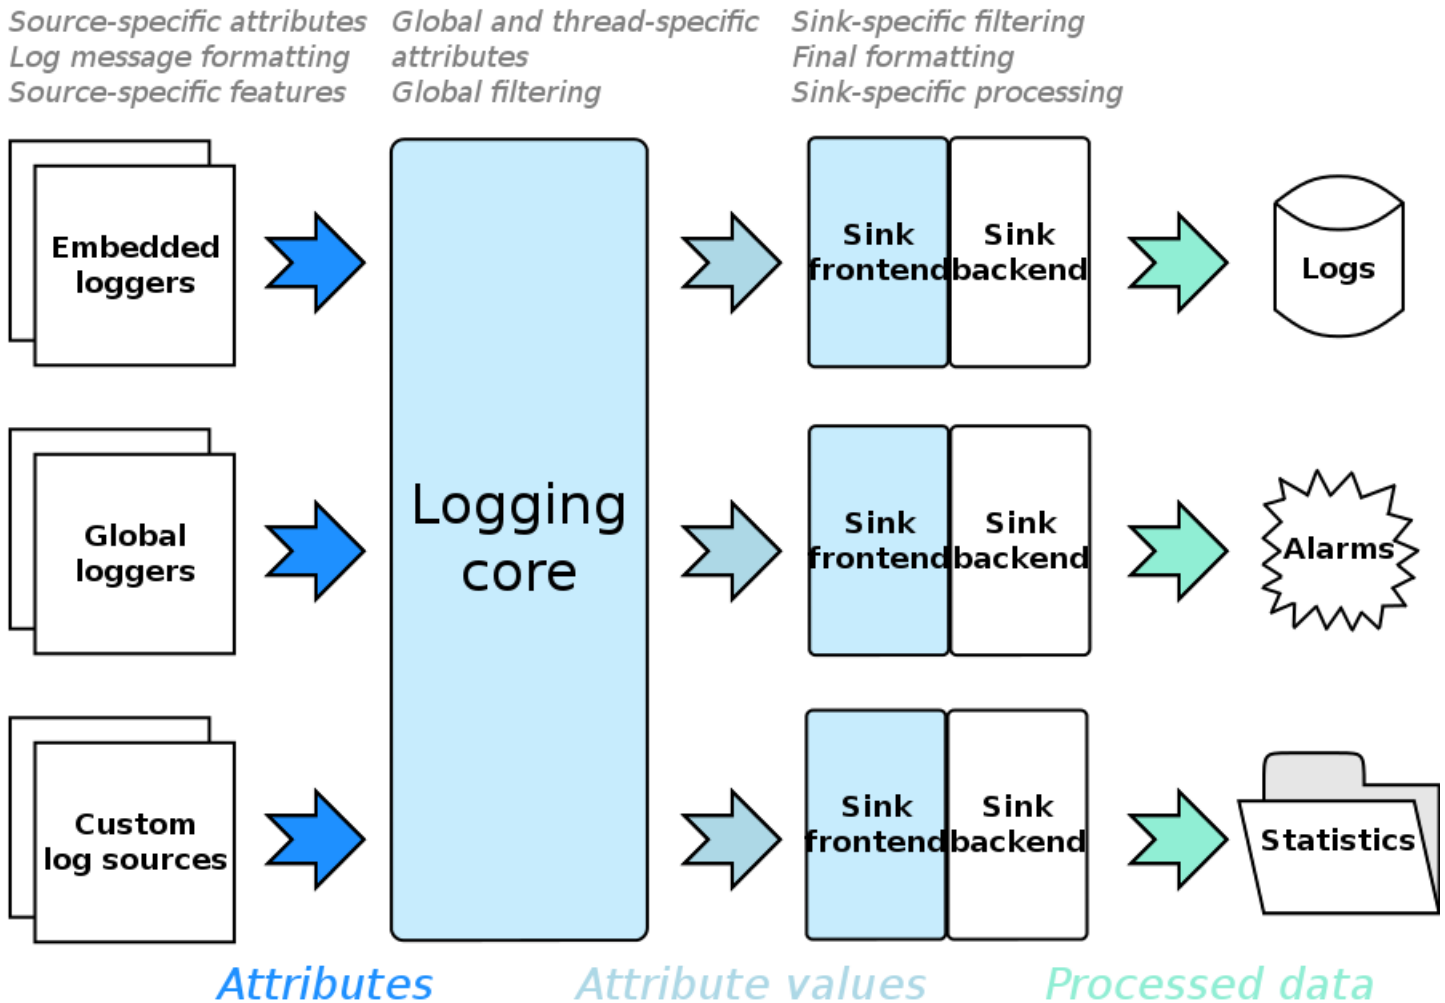 Source-specific attributes
Log message formatting
Source-specific features
Global and thread-specific
attributes
Global filtering
Sink-specific filtering
Final formatting
Sink-specific processing
Embedded
loggers
Sink
frontend
Sink
backend
Logs
Global
loggers
Logging
core
Sink
frontend
Sink
backend
Alarms
Custom
log sources
Sink
frontend
Sink
backend
Statistics
Attributes
Attribute values
Processed data